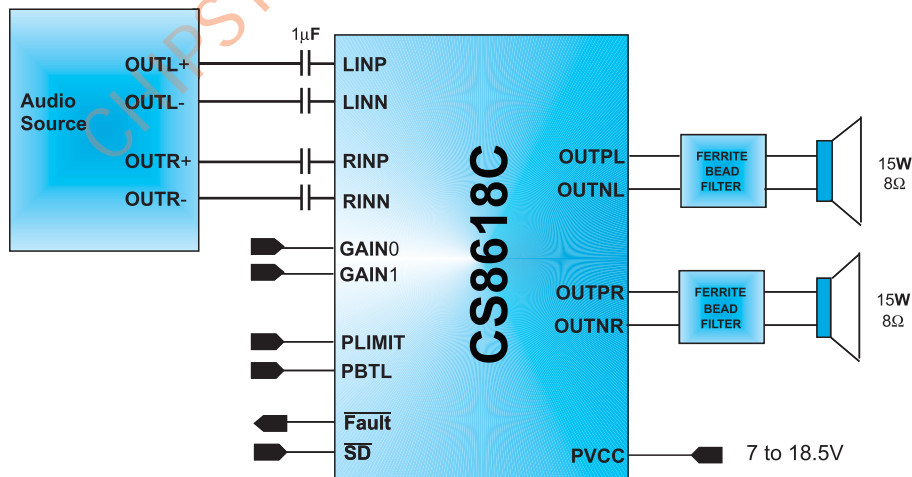 CHIPST
Audio
Source
OUTL+
OUTL-
OUTR+
OUTR-
1μF
LINP
LINN
RINP
RINN
GAIN0
GAIN1
PLIMIT
PBTL
Fault
SD
CS8618C
OUTPL
OUTNL
OUTPR
OUTNR
PVCC
FERRITE
BEAD
FILTER
15W
8Ω
FERRITE
BEAD
FILTER
15W
8Ω
7 to 18.5V